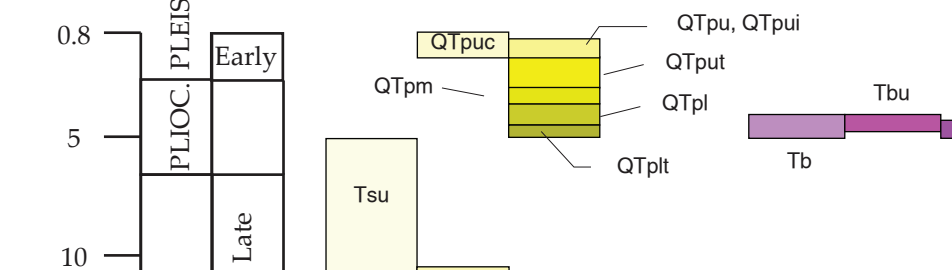 0.8
PLEIS
Early
QTpuc
QTpu, QTpui
QTput
QTpm
QTpl
Tbu
PLIOC.
5
Tb
QTplt
Tsu
Late
10